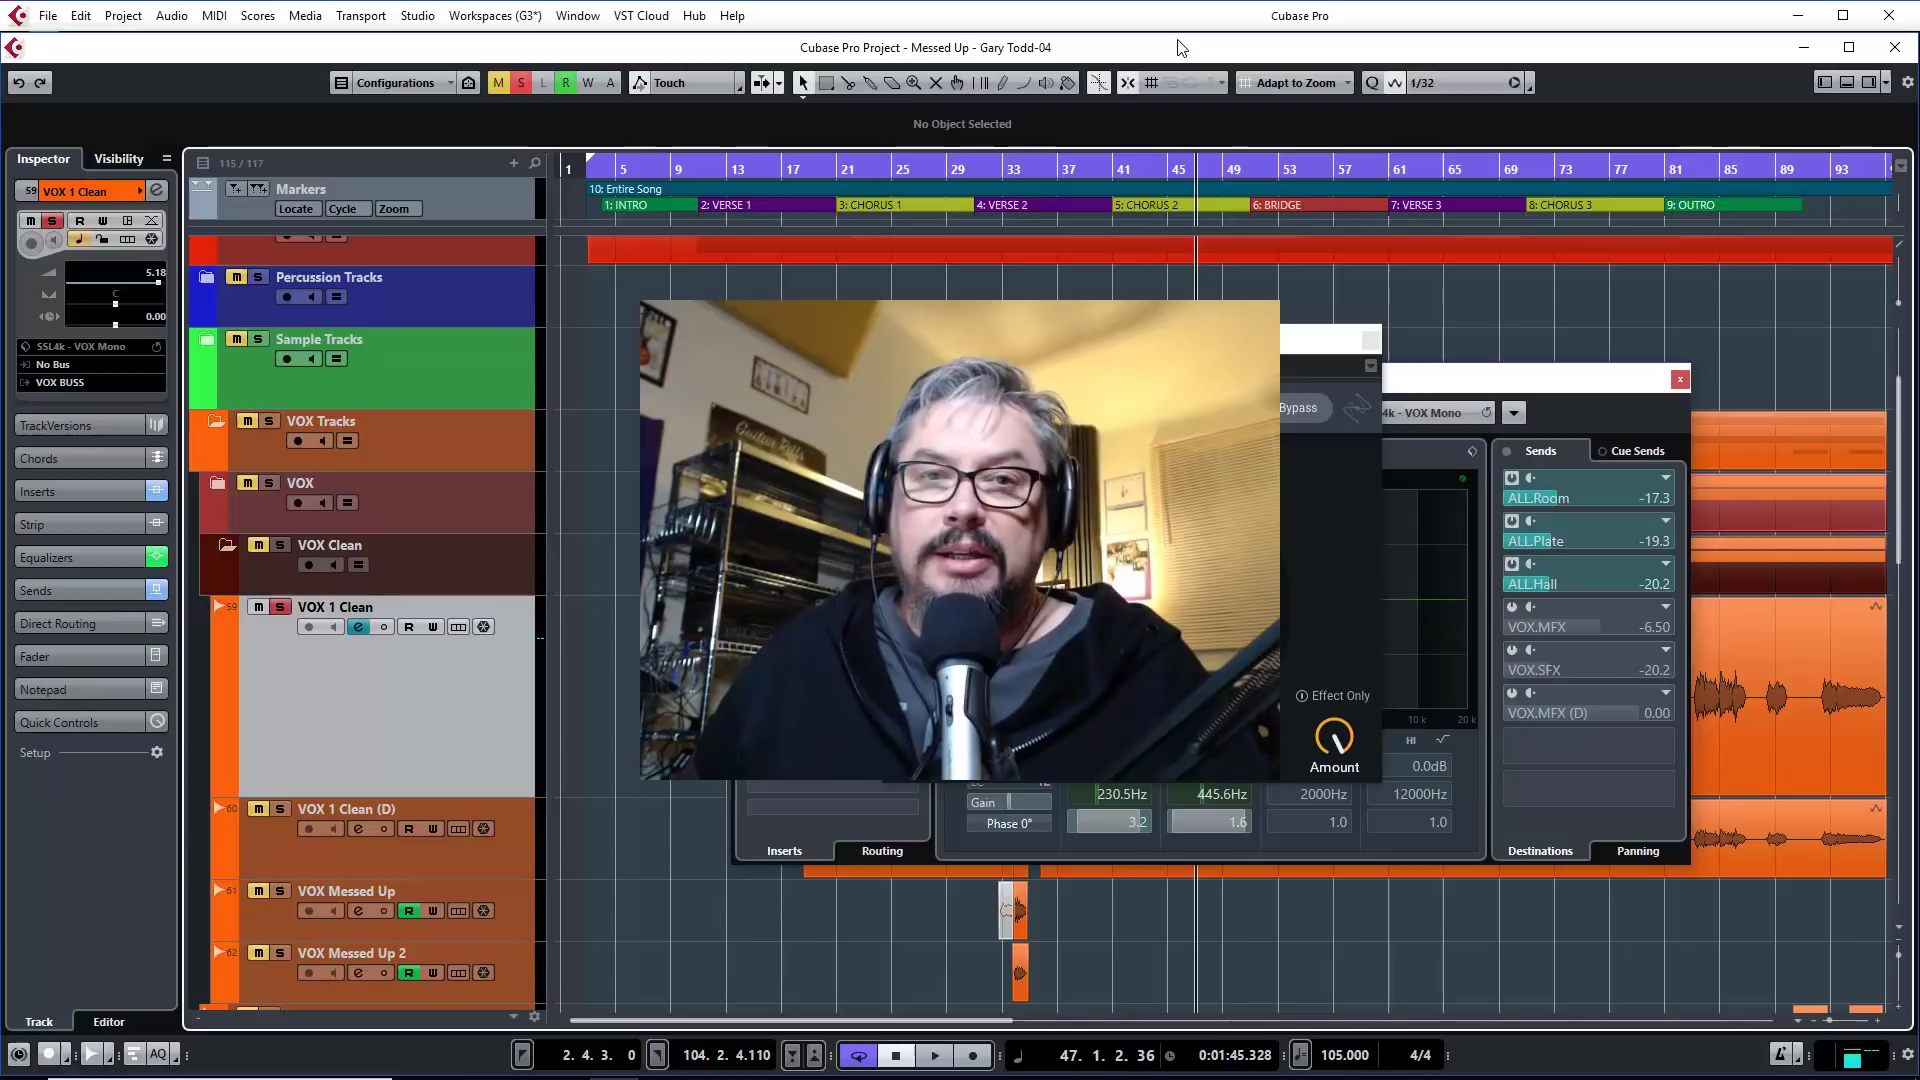 File Edit Project Audio MIDI Scores Media Transport Studio Workspaces (G3*) Window VST Cloud Hub Help
Cubase Pro
Cubase Pro Project - Messed Up - Gary Todd-04
Configurations M S L R W A Touch Adapt to Zoom Q 1/32
No Object Selected
Inspector Visibility
59 VOX 1 Clean
m S R W
5.18
C
0.00
SSL4k - VOX Mono
No Bus
VOX BUSS
TrackVersions
Chords
Inserts
Strip
Equalizers
Sends
Direct Routing
Fader
Notepad
Quick Controls
Setup
Track Editor
115 / 117
Markers
Locate Cycle Zoom
m S Percussion Tracks
m S Sample Tracks
m S VOX Tracks
m S VOX
m S VOX Clean
59 m S VOX 1 Clean
e R W
60 m S VOX 1 Clean (D)
e R W
61 m S VOX Messed Up
e R W
62 m S VOX Messed Up 2
e R W
1 5 9 13 17 21 25 29 33 37 41 45 49 53 57 61 65 69 73 77 81 85 89 93
10: Entire Song
1: INTRO 2: VERSE 1 3: CHORUS 1 4: VERSE 2 5: CHORUS 2 6: BRIDGE 7: VERSE 3 8: CHORUS 3 9: OUTRO
Guitar Rills
Bypass
4k - VOX Mono
Effect Only
Amount
10 k 20 k
HI
0.0dB
Gain 230.5Hz 445.6Hz 2000Hz 12000Hz
Phase 0° 3.2 1.6 1.0 1.0
Inserts Routing
Sends Cue Sends
ALL.Room -17.3
ALL.Plate -19.3
ALL.Hall -20.2
VOX.MFX -6.50
VOX.SFX -20.2
VOX.MFX (D) 0.00
Destinations Panning
AQ 2. 4. 3. 0 104. 2. 4.110 47. 1. 2. 36 0:01:45.328 105.000 4/4